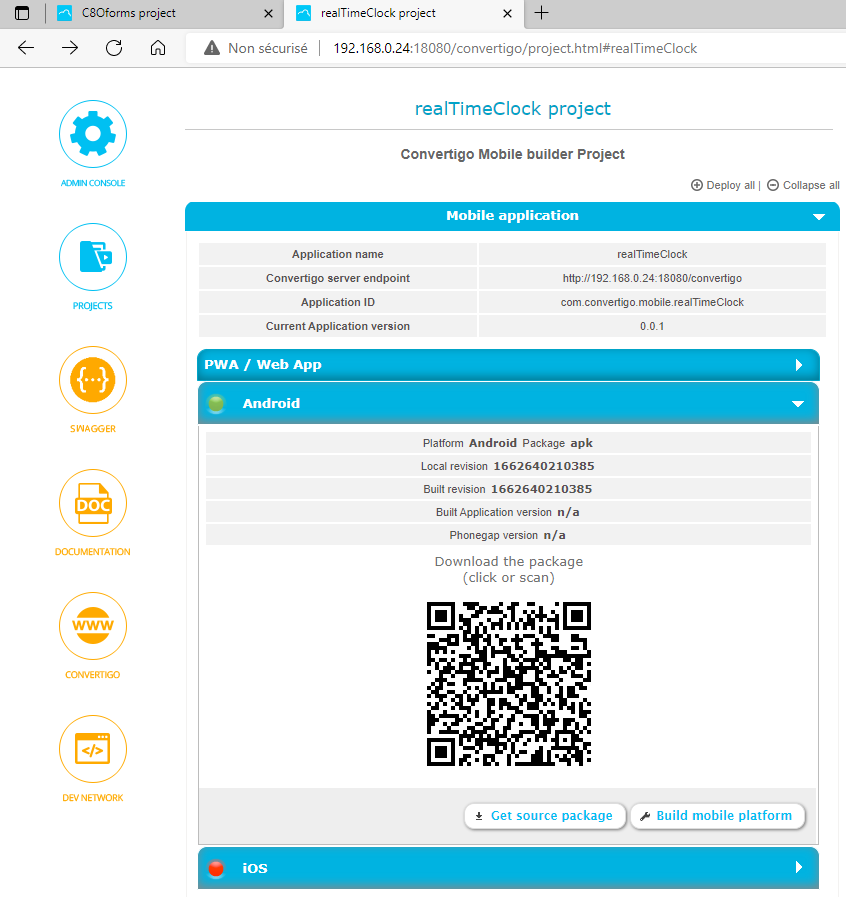 C8Oforms project
realTimeClock project
Non sécurisé
192.168.0.24:18080/convertigo/project.html#realTimeClock
ADMIN CONSOLE
PROJECTS
SWAGGER
DOC
DOCUMENTATION
WWW
CONVERTIGO
DEV NETWORK
realTimeClock project
Convertigo Mobile builder Project
Deploy all | Collapse all
Mobile application
Application name realTimeClock
Convertigo server endpoint http://192.168.0.24:18080/convertigo
Application ID com.convertigo.mobile.realTimeClock
Current Application version 0.0.1
PWA / Web App
Android
Platform Android Package apk
Local revision 1662640210385
Built revision 1662640210385
Built Application version n/a
Phonegap version n/a
Download the package
(click or scan)
Get source package
Build mobile platform
iOS